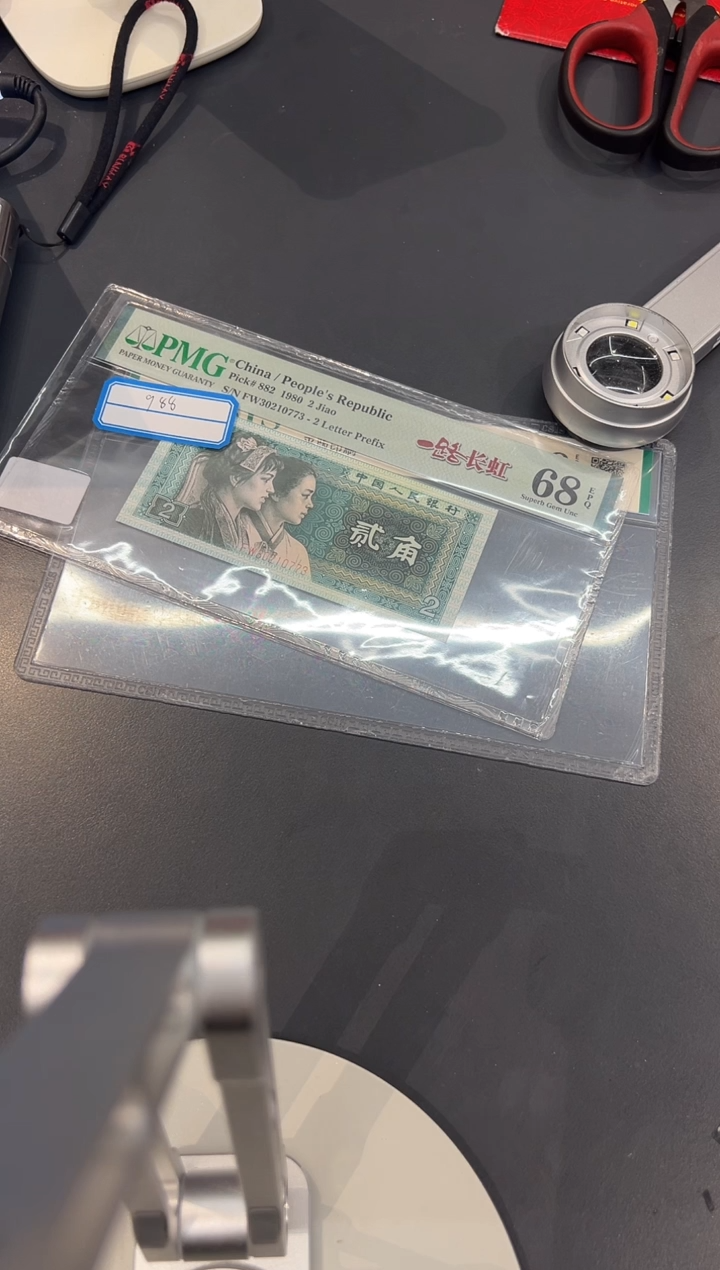 PMG
PAPER MONEY GUARANTY
China / People's Republic
Pick# 882 1980 2 Jiao
S/N FW30210773 - 2 Letter Prefix
988
一路长虹
68
EPQ
Superb Gem Unc
中国人民银行
贰角
2
2